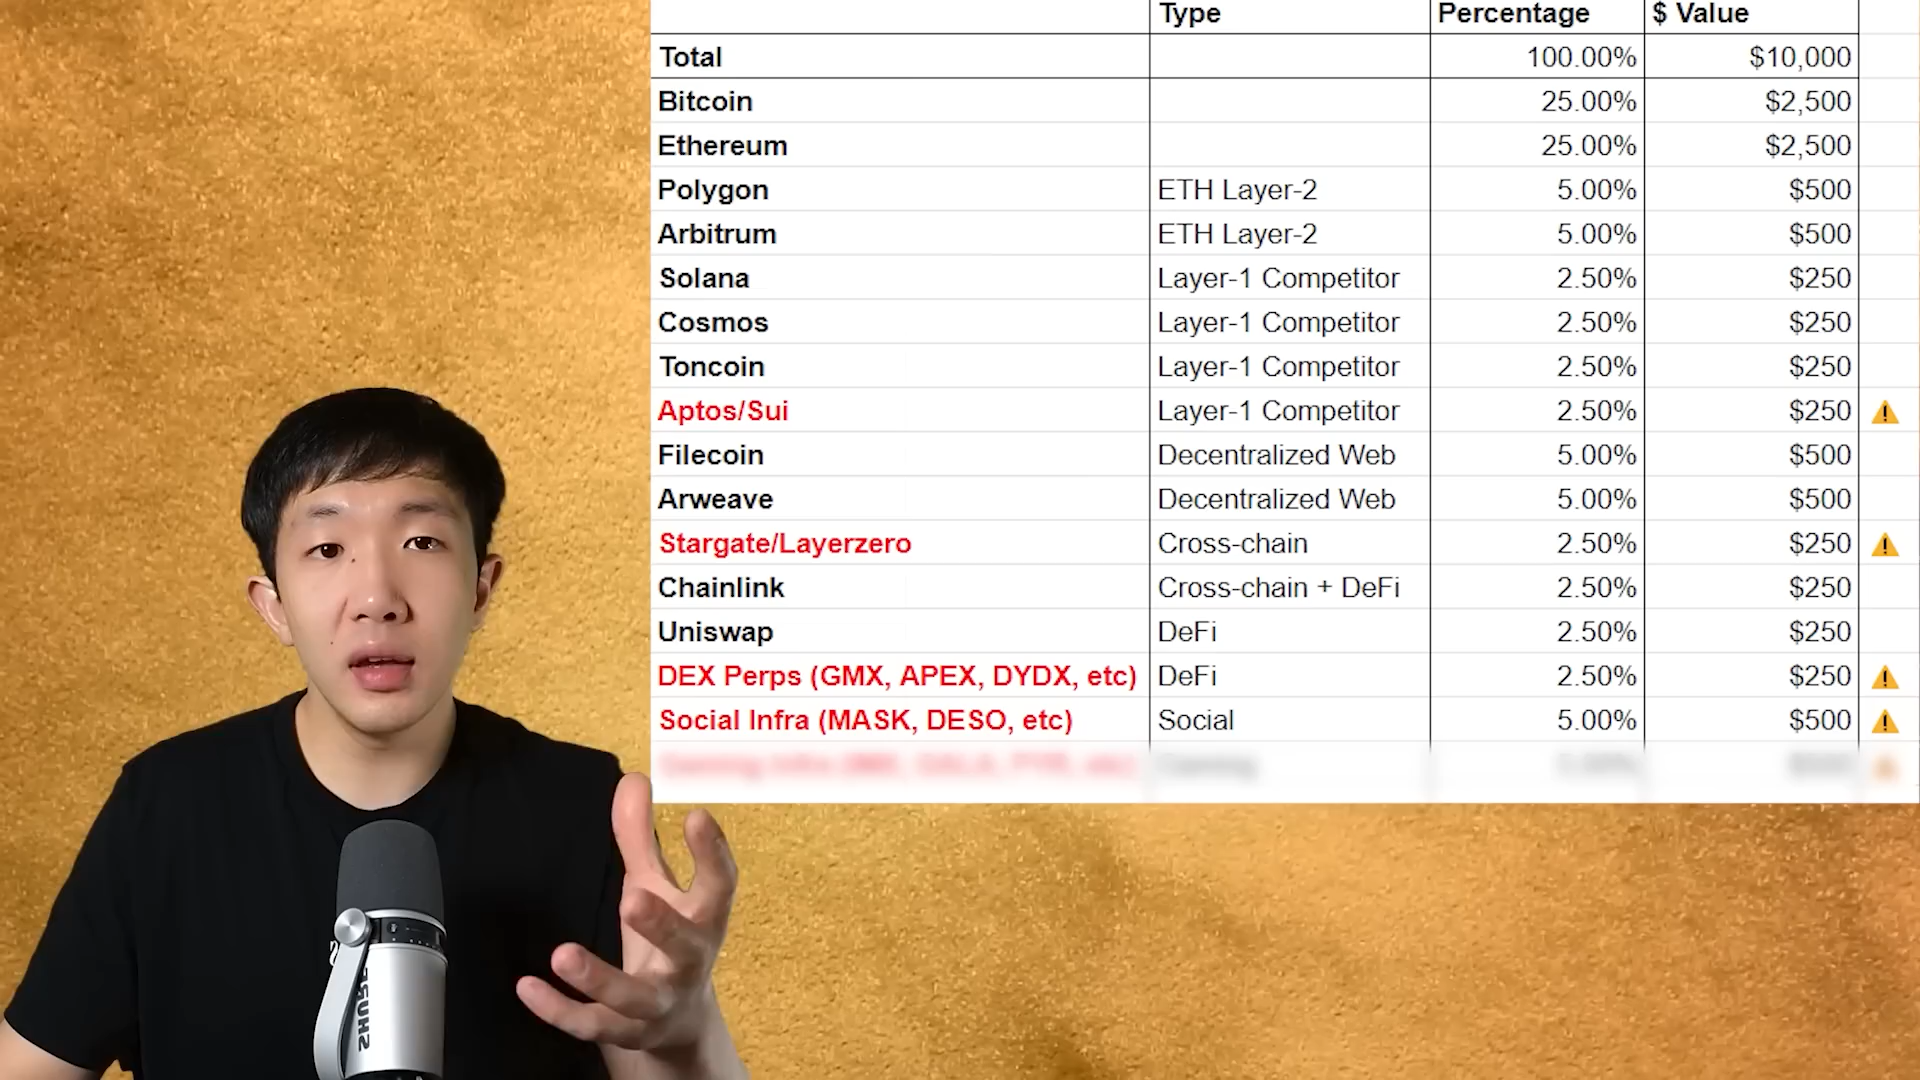 Type Percentage $ Value
Total 100.00% $10,000
Bitcoin 25.00% $2,500
Ethereum 25.00% $2,500
Polygon ETH Layer-2 5.00% $500
Arbitrum ETH Layer-2 5.00% $500
Solana Layer-1 Competitor 2.50% $250
Cosmos Layer-1 Competitor 2.50% $250
Toncoin Layer-1 Competitor 2.50% $250
Aptos/Sui Layer-1 Competitor 2.50% $250
Filecoin Decentralized Web 5.00% $500
Arweave Decentralized Web 5.00% $500
Stargate/Layerzero Cross-chain 2.50% $250
Chainlink Cross-chain + DeFi 2.50% $250
Uniswap DeFi 2.50% $250
DEX Perps (GMX, APEX, DYDX, etc) DeFi 2.50% $250
Social Infra (MASK, DESO, etc) Social 5.00% $500
SHURE